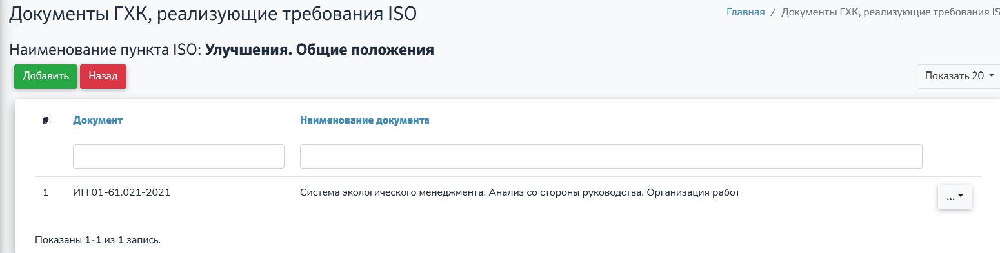 Документы ГХК, реализующие требования ISO
Главная / Документы ГХК, реализующие требования IS
Наименование пункта ISO: Улучшения. Общие положения
Добавить Назад
Показать 20
# Документ Наименование документа
1 ИН 01-61.021-2021 Система экологического менеджмента. Анализ со стороны руководства. Организация работ ...
Показаны 1-1 из 1 запись.